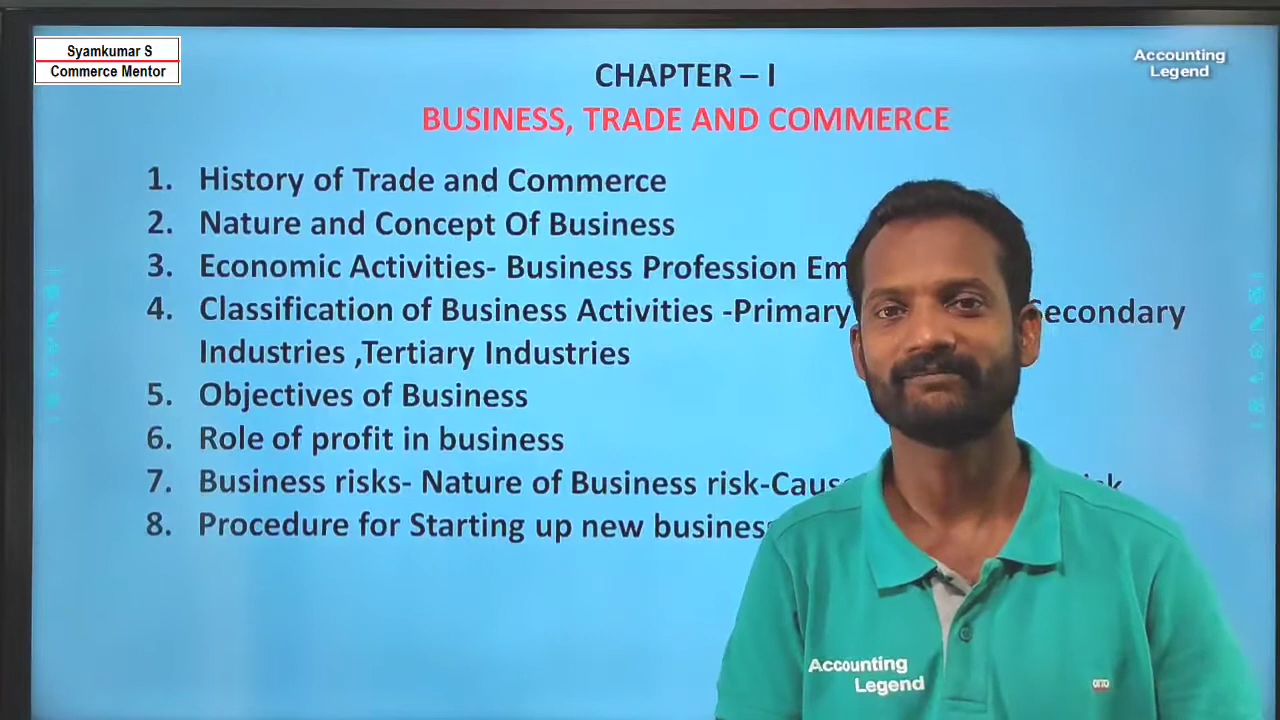 Syamkumar S
Commerce Mentor
Accounting
Legend
CHAPTER – I
BUSINESS, TRADE AND COMMERCE
1. History of Trade and Commerce
2. Nature and Concept Of Business
3. Economic Activities- Business Profession
4. Classification of Business Activities -Primary Secondary
Industries ,Tertiary Industries
5. Objectives of Business
6. Role of profit in business
7. Business risks- Nature of Business risk-
8. Procedure for Starting up new business
Accounting
Legend
OTTO